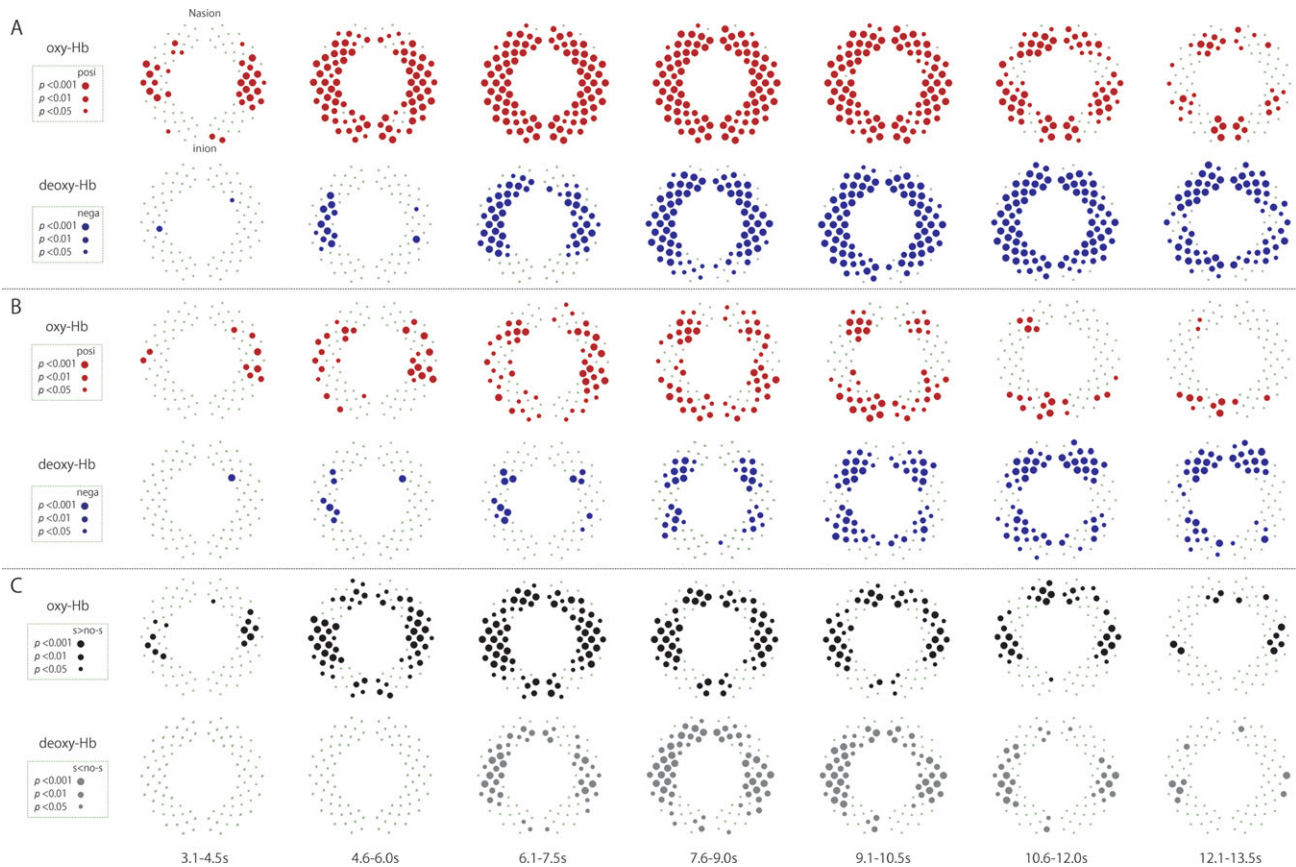 A
Nasion
oxy-Hb
posi
p <0.001
p <0.01
p <0.05
inion
deoxy-Hb
nega
p <0.001
p <0.01
p <0.05
B
oxy-Hb
posi
p <0.001
p <0.01
p <0.05
deoxy-Hb
nega
p <0.001
p <0.01
p <0.05
C
oxy-Hb
s>no-s
p <0.001
p <0.01
p <0.05
deoxy-Hb
s<no-s
p <0.001
p <0.01
p <0.05
3.1-4.5s 4.6-6.0s 6.1-7.5s 7.6-9.0s 9.1-10.5s 10.6-12.0s 12.1-13.5s